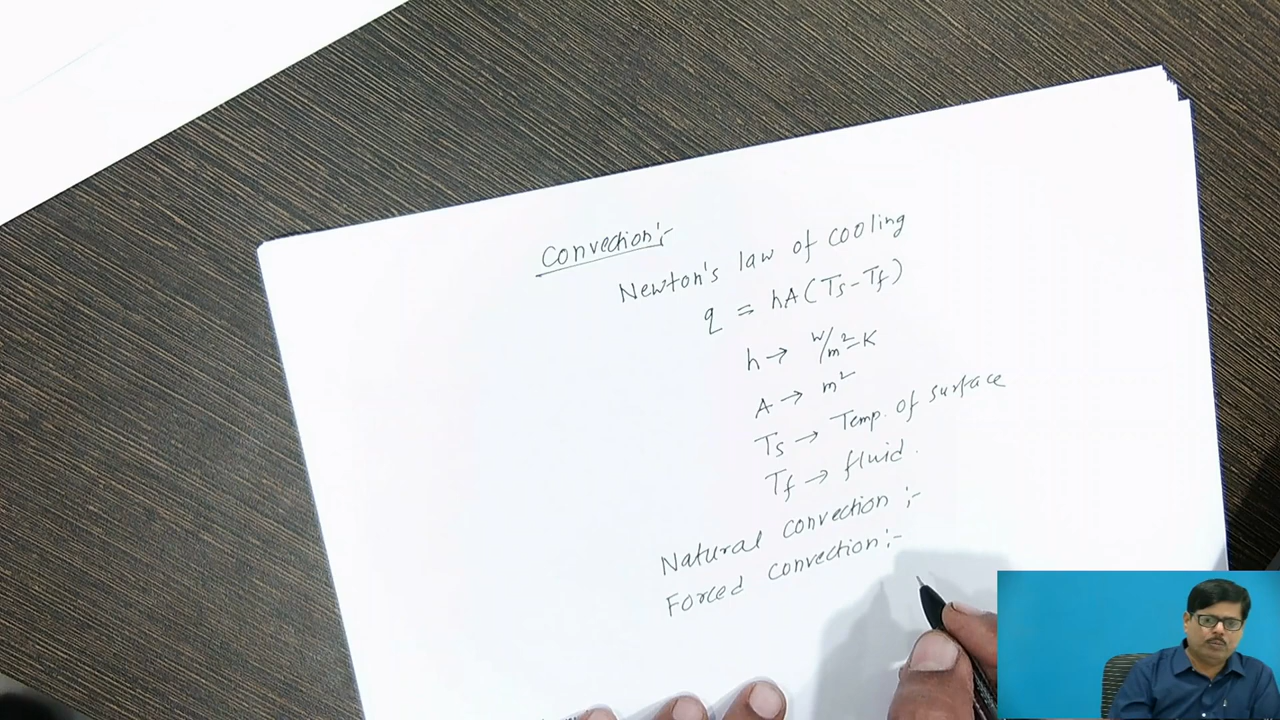 Convection:-
Newton's law of cooling
q = hA(Ts-Tf)
h → W/m²-K
A → m²
Ts → Temp. of surface
Tf → fluid.
Natural convection :-
Forced convection:-